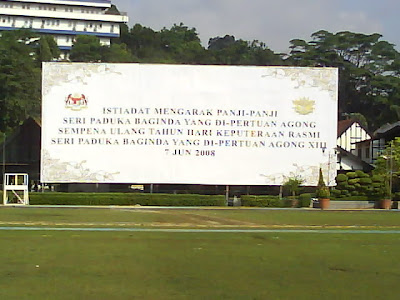 ISTIADAT MENGARAK PANJI-PANJI
SERI PADUKA BAGINDA YANG DI-PERTUAN AGONG
SEMPENA ULANG TAHUN HARI KEPUTERAAN RASMI
SERI PADUKA BAGINDA YANG DI-PERTUAN AGONG XIII
7 JUN 2008